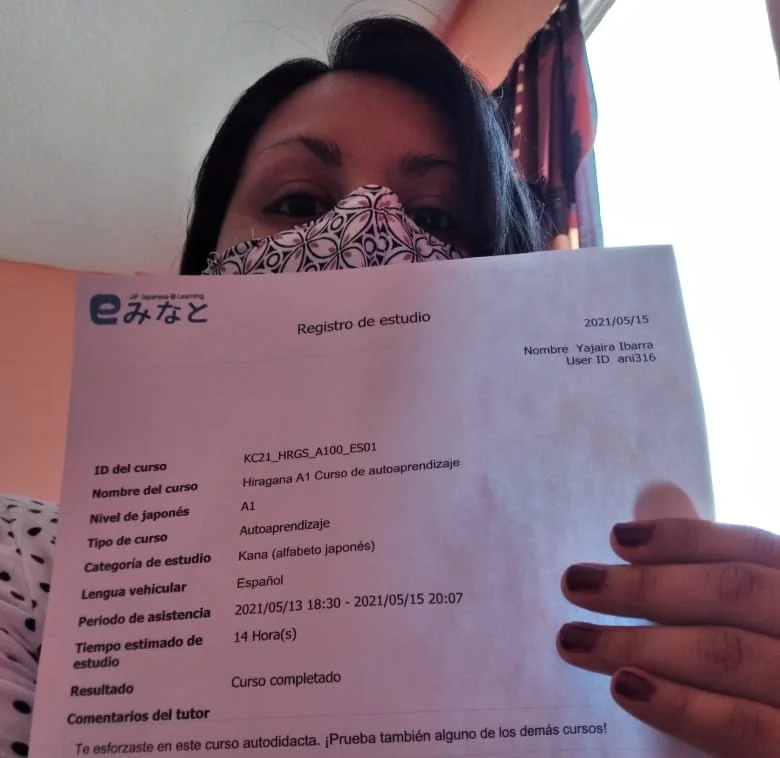 JF Japanese e-Learning
eみなと
Registro de estudio
2021/05/15
Nombre Yajaira Ibarra
User ID ani316
ID del curso KC21_HRGS_A100_ES01
Nombre del curso Hiragana A1 Curso de autoaprendizaje
Nivel de japonés A1
Tipo de curso Autoaprendizaje
Categoría de estudio Kana (alfabeto japonés)
Lengua vehicular Español
Periodo de asistencia 2021/05/13 18:30 - 2021/05/15 20:07
Tiempo estimado de estudio 14 Hora(s)
Resultado Curso completado
Comentarios del tutor
Te esforzaste en este curso autodidacta. ¡Prueba también alguno de los demás cursos!